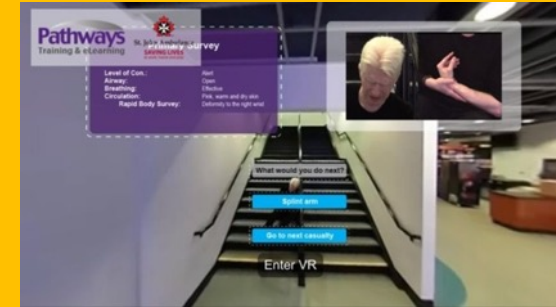 Pathways
Training & eLearning
St. John Ambulance
SAVING LIVES
Primary Survey
Level of Con.: Alert
Airway: Open
Breathing: Effective
Circulation: Pink, warm and dry skin
Rapid Body Survey: Deformity to the right wrist
What would you do next?
Splint arm
Go to next casualty
Enter VR